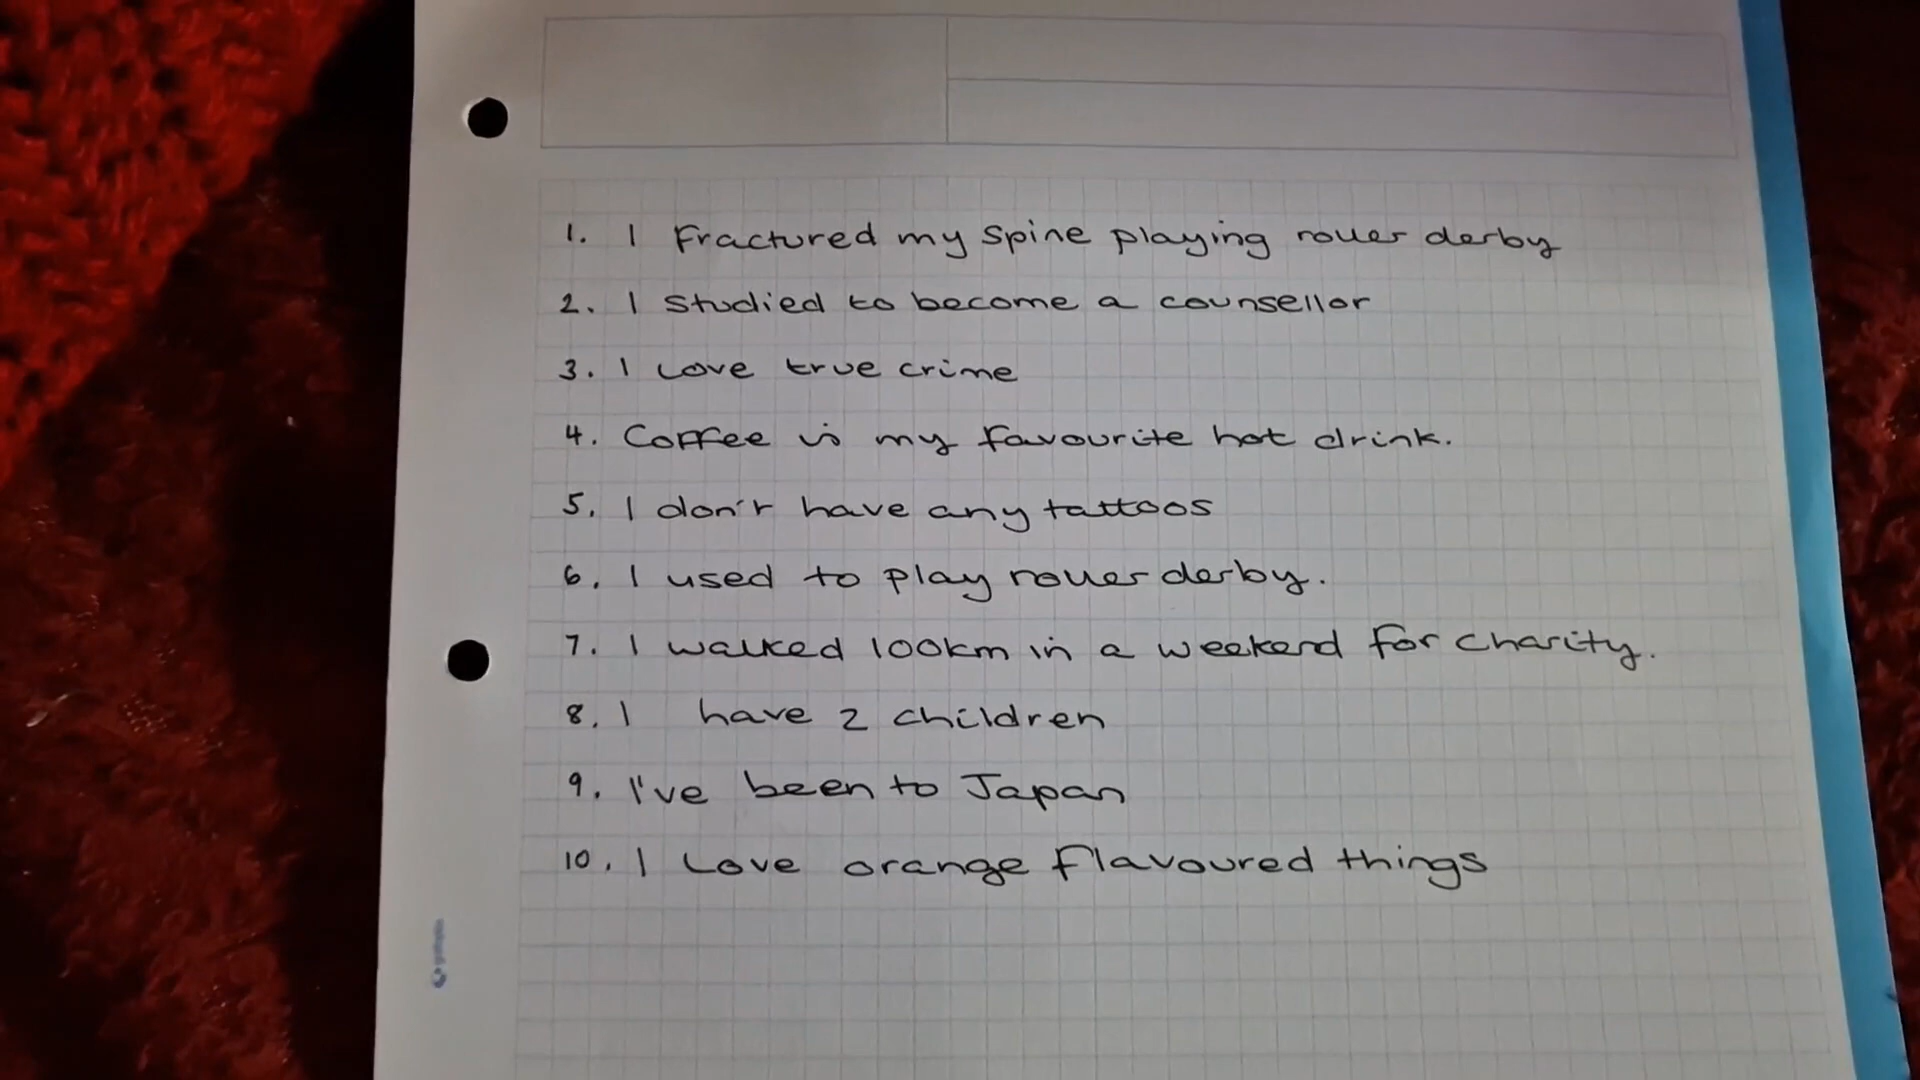 1. I Fractured my spine playing roller derby
2. I studied to become a counsellor
3. I love true crime
4. Coffee is my favourite hot drink.
5. I don't have any tattoos
6. I used to play roller derby.
7. I walked 100km in a weekend for charity.
8. I have 2 children
9. I've been to Japan
10. I love orange flavoured things